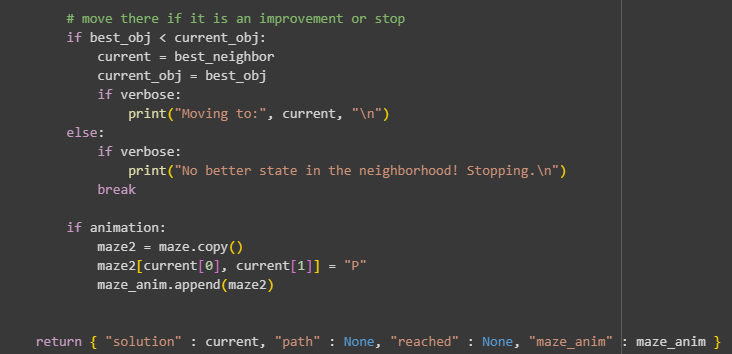 # move there if it is an improvement or stop
if best_obj < current_obj:
current = best_neighbor
current_obj = best_obj
if verbose:
print("Moving to:", current, "\n")
else:
if verbose:
print("No better state in the neighborhood! Stopping.\n")
break
if animation:
maze2 = maze.copy()
maze2[current[0], current[1]] = "P"
maze_anim.append(maze2)
return { "solution" : current, "path" : None, "reached" : None, "maze_anim" : maze_anim }